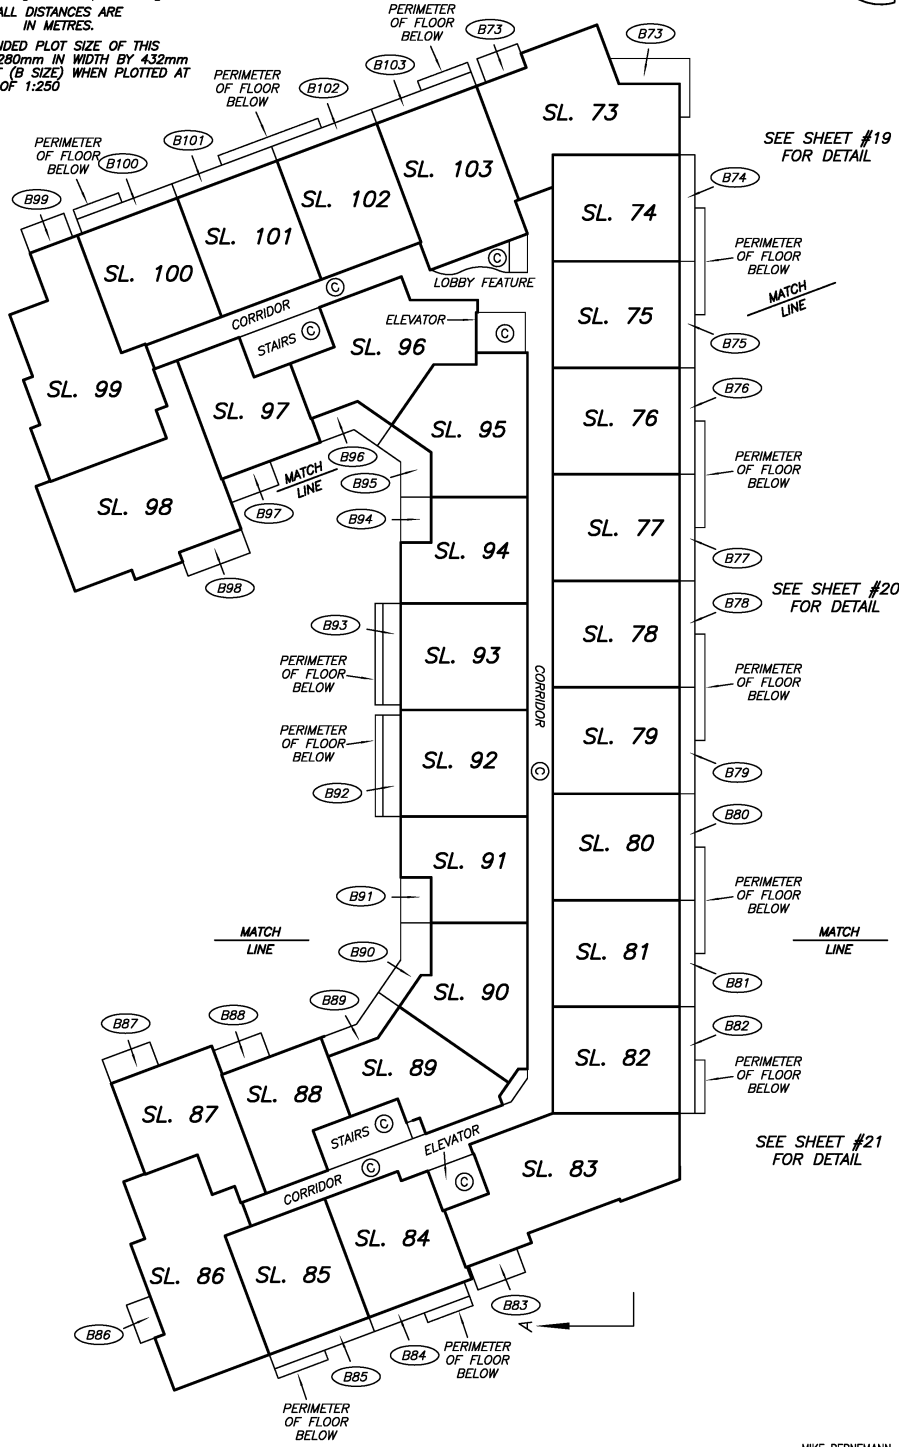 ALL DISTANCES ARE
IN METRES.
NDED PLOT SIZE OF THIS
280mm IN WIDTH BY 432mm
(B SIZE) WHEN PLOTTED AT
OF 1:250
PERIMETER
OF FLOOR
BELOW
B73
B73
B103
PERIMETER
OF FLOOR
BELOW
B102
SL. 73
B101
PERIMETER
OF FLOOR
BELOW
B100
SEE SHEET #19
FOR DETAIL
B99
SL. 103
B74
SL. 102
SL. 74
SL. 101
PERIMETER
OF FLOOR
BELOW
SL. 100
C
LOBBY FEATURE
C
MATCH
LINE
CORRIDOR
ELEVATOR
SL. 75
STAIRS C
C
SL. 96
B75
SL. 99
B76
SL. 97
SL. 76
SL. 95
B96
PERIMETER
OF FLOOR
BELOW
MATCH
LINE
B95
SL. 98
B97
B94
SL. 77
SL. 94
B77
B98
SEE SHEET #20
FOR DETAIL
B78
B93
SL. 78
SL. 93
PERIMETER
OF FLOOR
BELOW
PERIMETER
OF FLOOR
BELOW
CORRIDOR
C
PERIMETER
OF FLOOR
BELOW
SL. 79
SL. 92
B79
B92
B80
SL. 80
SL. 91
B91
PERIMETER
OF FLOOR
BELOW
MATCH
LINE
MATCH
LINE
B90
SL. 81
B81
SL. 90
B89
B88
B87
B82
SL. 82
SL. 89
PERIMETER
OF FLOOR
BELOW
SL. 88
SL. 87
STAIRS C
ELEVATOR
SEE SHEET #21
FOR DETAIL
SL. 83
C
CORRIDOR
C
SL. 84
SL. 86
SL. 85
B83
A
B86
B84
PERIMETER
OF FLOOR
BELOW
B85
PERIMETER
OF FLOOR
BELOW